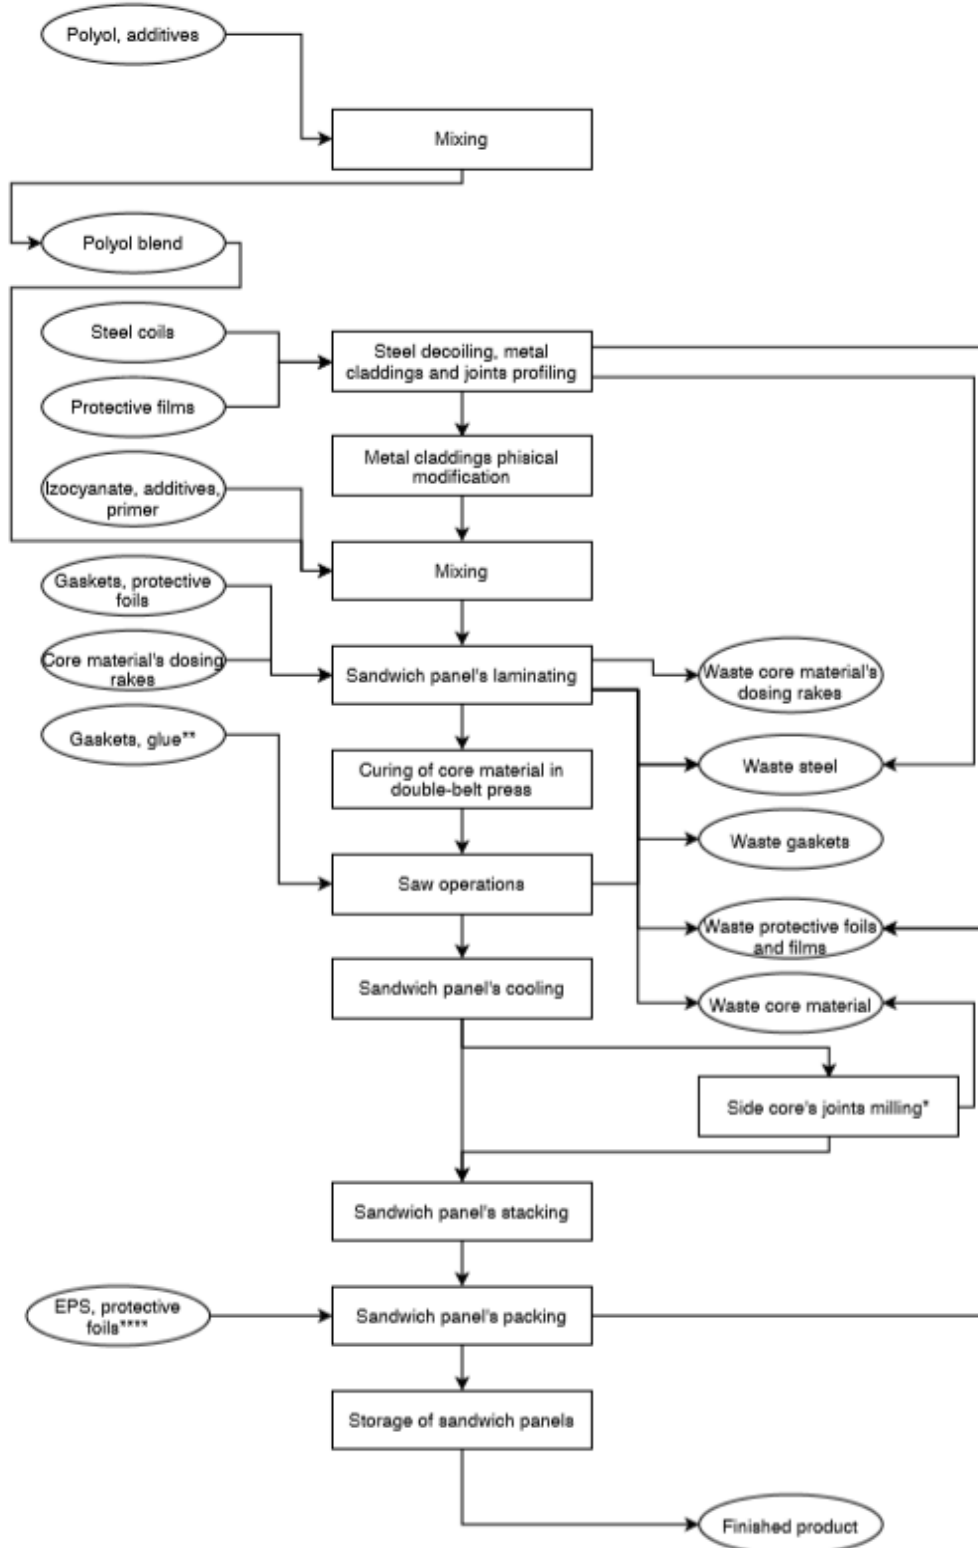 Polyol, additives
Mixing
Polyol blend
Steel coils
Steel decoiling, metal
claddings and joints profiling
Protective films
Metal claddings phisical
modification
Izocyanate, additives,
primer
Mixing
Gaskets, protective
foils
Core material's dosing
rakes
Sandwich panel's laminating
Waste core material's
dosing rakes
Gaskets, glue**
Curing of core material in
double-belt press
Waste steel
Waste gaskets
Saw operations
Waste protective foils
and films
Sandwich panel's cooling
Waste core material
Side core's joints milling*
Sandwich panel's stacking
EPS, protective
foils****
Sandwich panel's packing
Storage of sandwich panels
Finished product